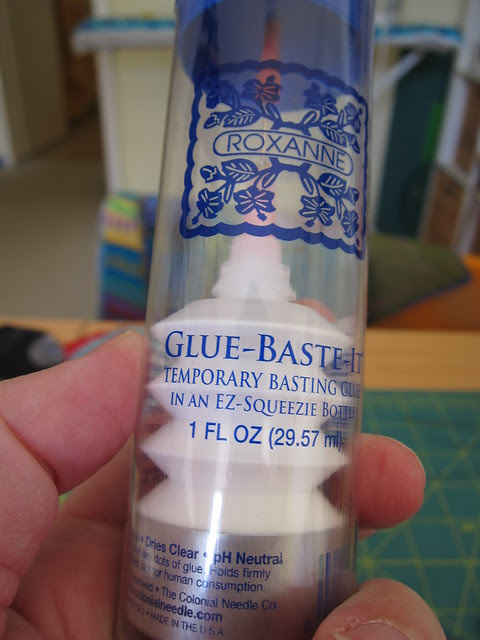 ROXANNE
GLUE-BASTE-IT
TEMPORARY BASTING GLUE
IN AN EZ-SQUEEZIE BOTTLE
1 FL OZ (29.57 ml)
• Dries Clear • pH Neutral
dots of glue. Holds firmly
for human consumption.
• The Colonial Needle Co.
• MADE IN THE U.S.A.